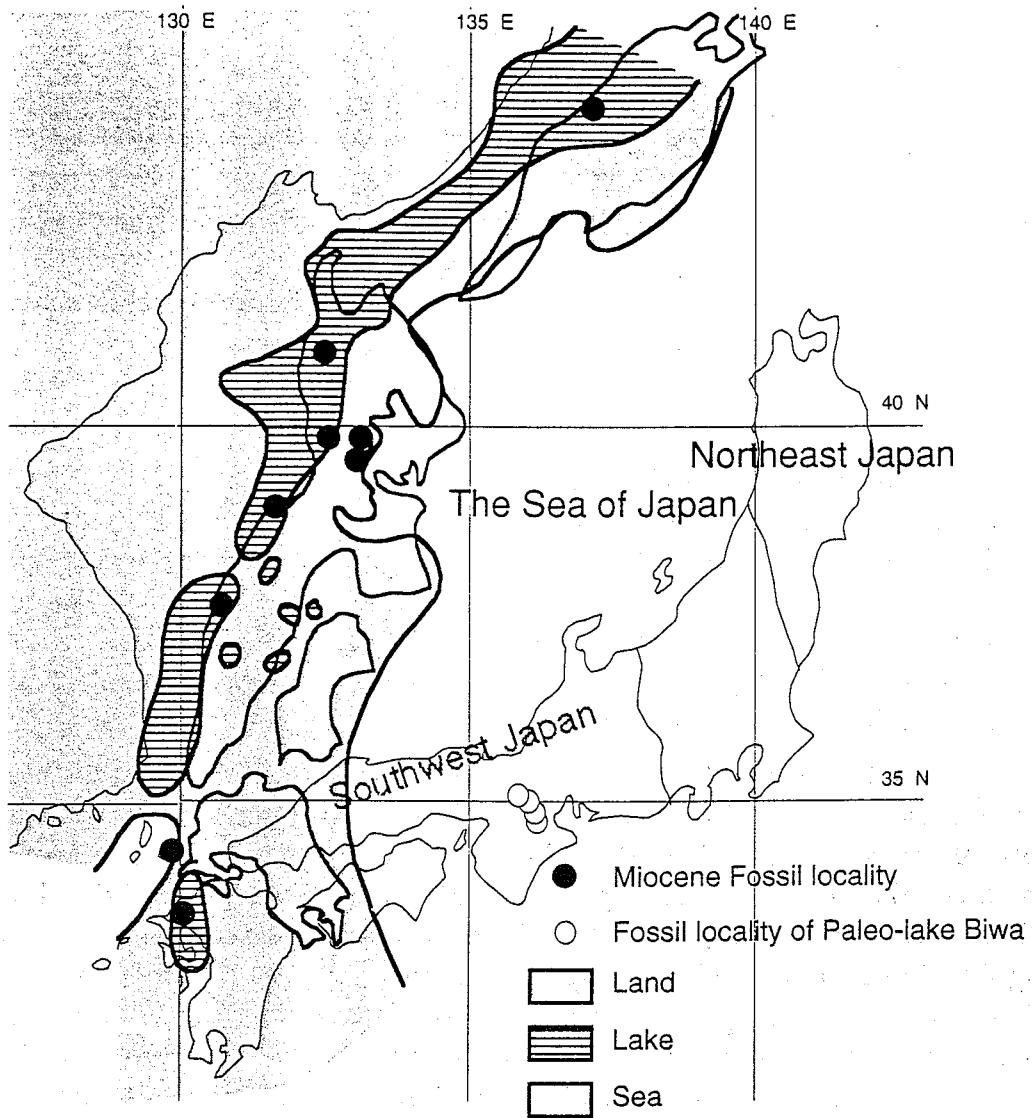 130 E 135 E 140 E
40 N
Northeast Japan
The Sea of Japan
Southwest Japan
35 N
Miocene Fossil locality
Fossil locality of Paleo-lake Biwa
Land
Lake
Sea